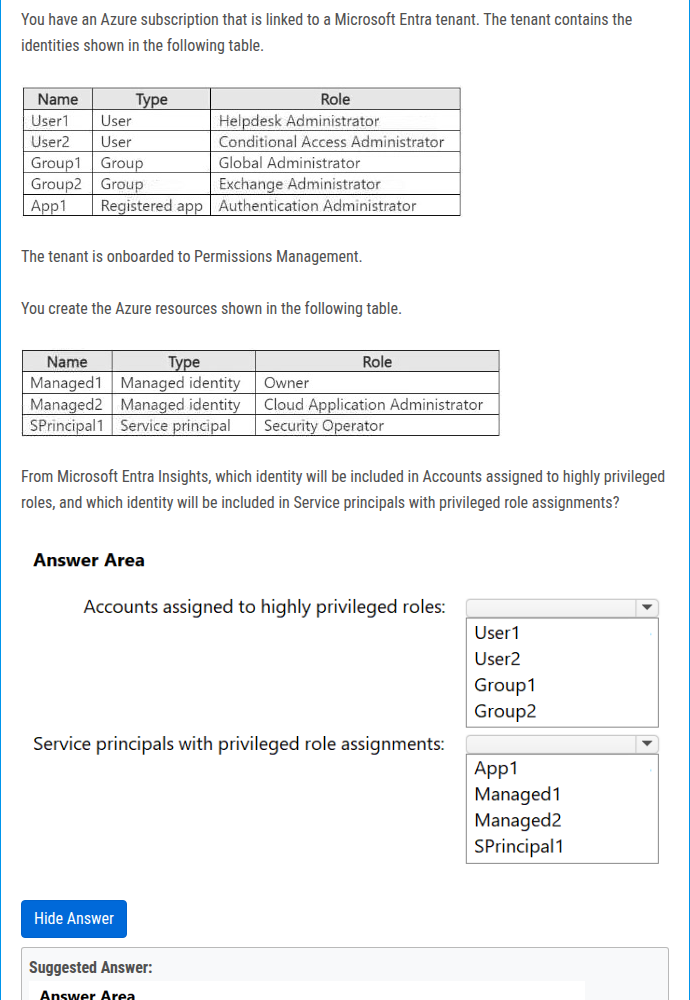 You have an Azure subscription that is linked to a Microsoft Entra tenant. The tenant contains the
identities shown in the following table.
Name Type Role
User1 User Helpdesk Administrator
User2 User Conditional Access Administrator
Group1 Group Global Administrator
Group2 Group Exchange Administrator
App1 Registered app Authentication Administrator
The tenant is onboarded to Permissions Management.
You create the Azure resources shown in the following table.
Name Type Role
Managed1 Managed identity Owner
Managed2 Managed identity Cloud Application Administrator
SPrincipal1 Service principal Security Operator
From Microsoft Entra Insights, which identity will be included in Accounts assigned to highly privileged
roles, and which identity will be included in Service principals with privileged role assignments?
Answer Area
Accounts assigned to highly privileged roles:
User1
User2
Group1
Group2
Service principals with privileged role assignments:
App1
Managed1
Managed2
SPrincipal1
Hide Answer
Suggested Answer:
Answer Area